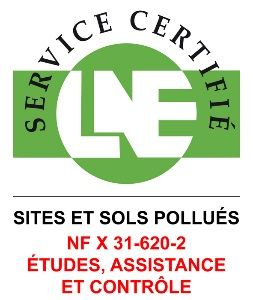 SERVICE CERTIFIÉ
LNE
SITES ET SOLS POLLUÉS
NF X 31-620-2
ÉTUDES, ASSISTANCE
ET CONTRÔLE